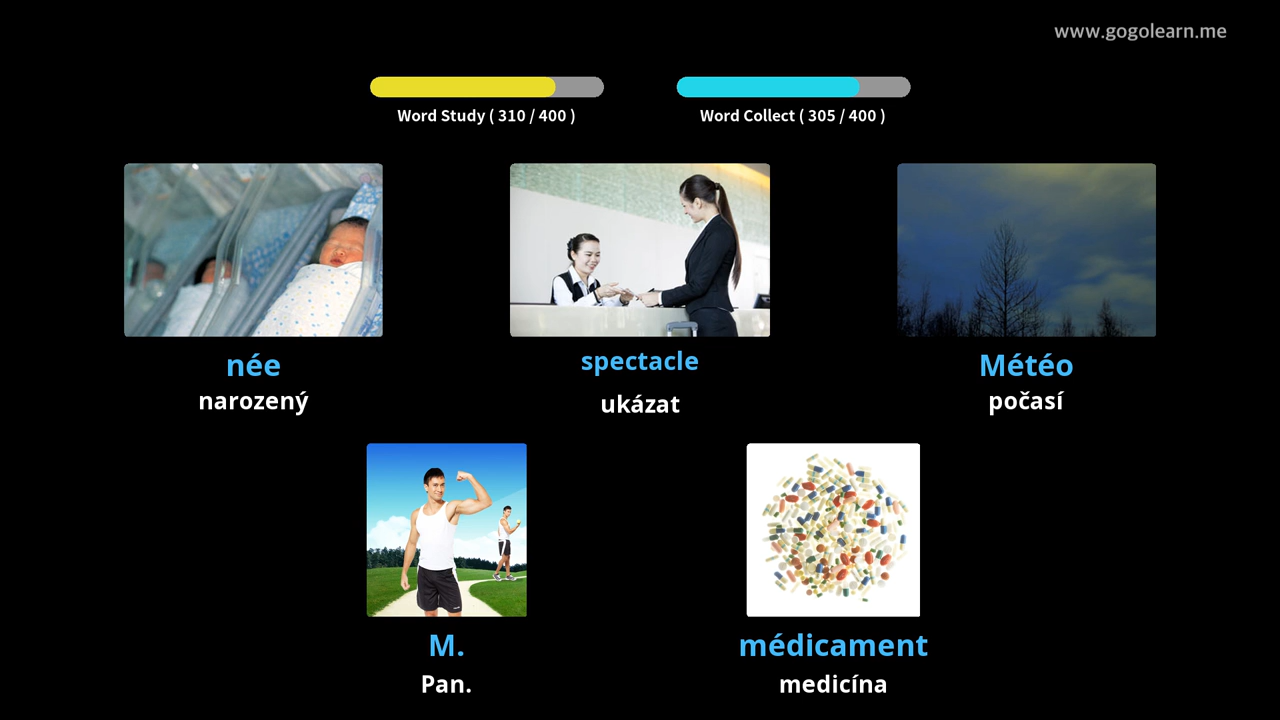 www.gogolearn.me
Word Study ( 310 / 400 )
Word Collect ( 305 / 400 )
née
narozený
spectacle
ukázat
Météo
počasí
M.
Pan.
médicament
medicína